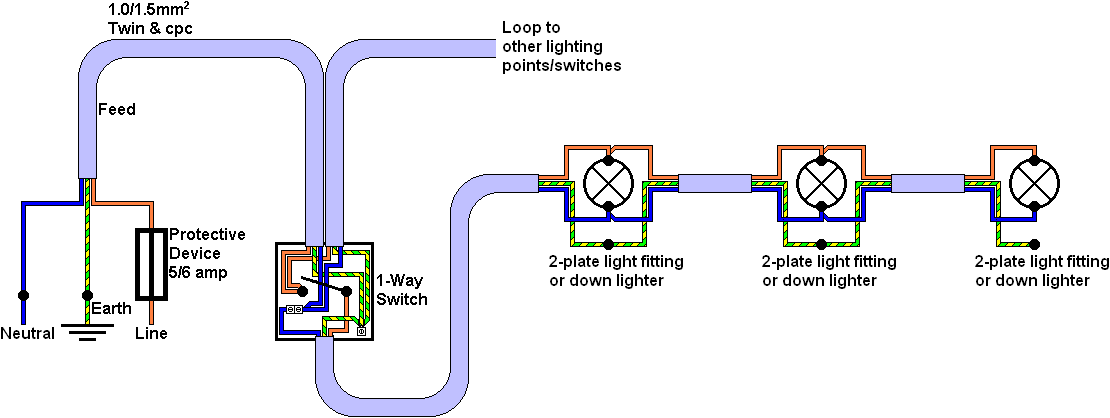 1.0/1.5mm²
Twin & cpc
Loop to
other lighting
points/switches
Feed
Protective
Device
5/6 amp
1-Way
Switch
2-plate light fitting
or down lighter
2-plate light fitting
or down lighter
2-plate light fitting
or down lighter
Earth
Neutral
Line